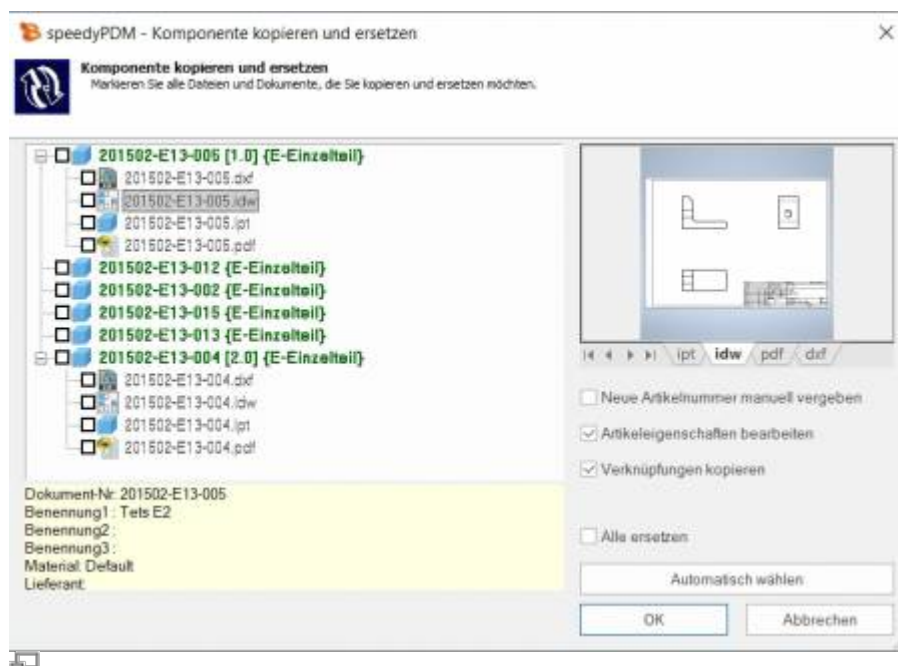 speedyPDM - Komponente kopieren und ersetzen
Komponente kopieren und ersetzen
Markieren Sie alle Dateien und Dokumente, die Sie kopieren und ersetzen möchten.
201502-E13-005 [1.0] {E-Einzelteil}
201502-E13-005.dxf
201502-E13-005.idw
201502-E13-005.ipt
201502-E13-005.pdf
201502-E13-012 {E-Einzelteil}
201502-E13-002 {E-Einzelteil}
201502-E13-015 {E-Einzelteil}
201502-E13-013 {E-Einzelteil}
201502-E13-004 [2.0] {E-Einzelteil}
201502-E13-004.dxf
201502-E13-004.idw
201502-E13-004.ipt
201502-E13-004.pdf
Dokument-Nr: 201502-E13-005
Benennung1 : Tets E2
Benennung2 :
Benennung3 :
Material: Default
Lieferant:
ipt idw pdf dxf
Neue Artikelnummer manuell vergeben
Artikeleigenschaften bearbeiten
Verknüpfungen kopieren
Alle ersetzen
Automatisch wählen
OK Abbrechen